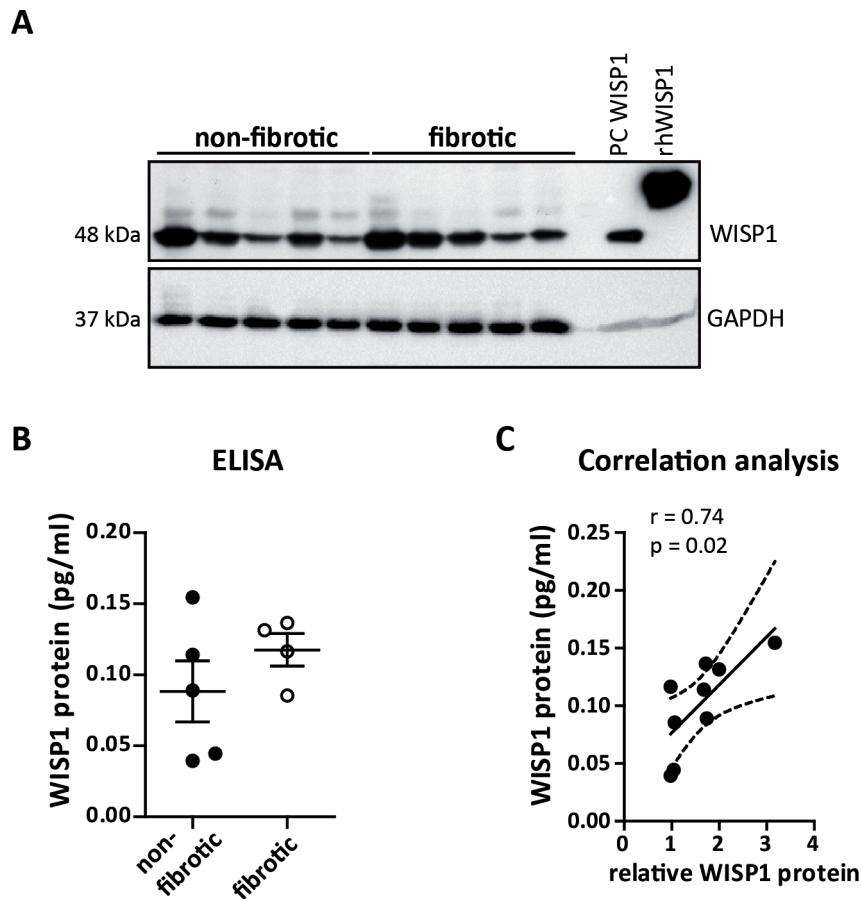 A
non-fibrotic
fibrotic
PC WISP1
rhWISP1
48 kDa
WISP1
37 kDa
GAPDH
B
ELISA
WISP1 protein (pg/ml)
0.20
0.15
0.10
0.05
0.00
non-
fibrotic
fibrotic
C
Correlation analysis
r = 0.74
p = 0.02
WISP1 protein (pg/ml)
0.25
0.20
0.15
0.10
0.05
0.00
0 1 2 3 4
relative WISP1 protein